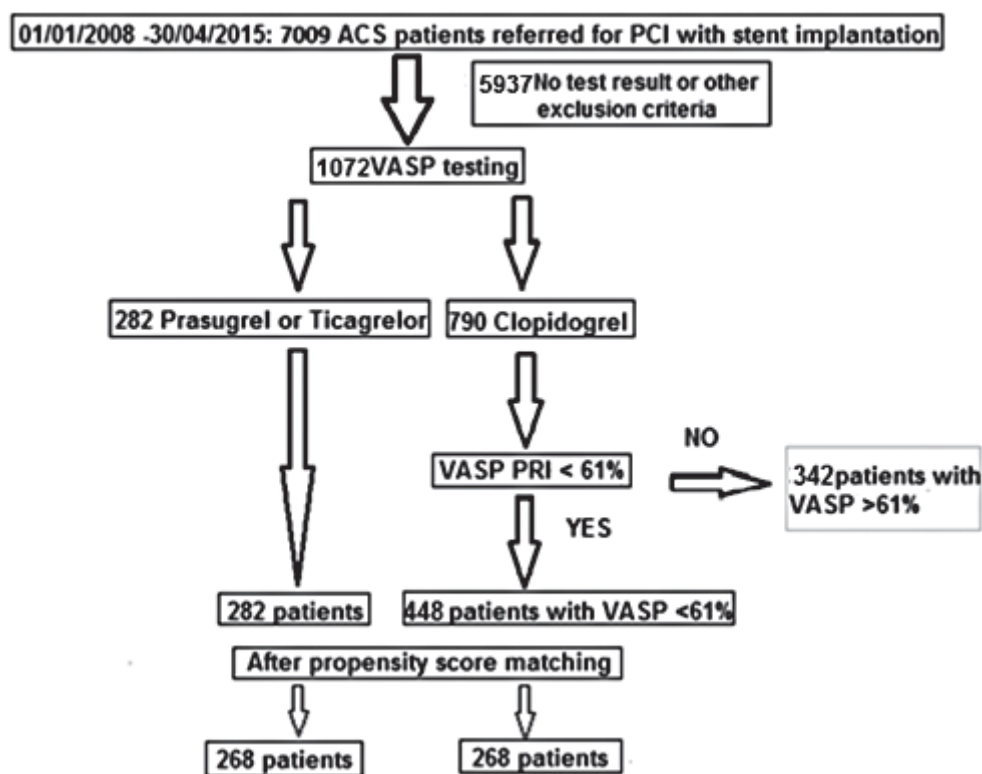 01/01/2008 -30/04/2015: 7009 ACS patients referred for PCI with stent implantation
5937No test result or other
exclusion criteria
1072VASP testing
282 Prasugrel or Ticagrelor
790 Clopidogrel
VASP PRI < 61%
NO
342patients with
VASP >61%
YES
282 patients
448 patients with VASP <61%
After propensity score matching
268 patients
268 patients